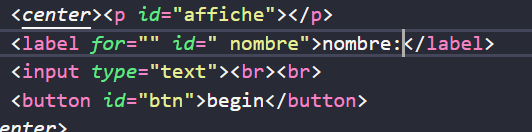 <center><p id="affiche"></p>
<label for="" id=" nombre">nombre:</label>
<input type="text"><br><br>
<button id="btn">begin</button>
enter>